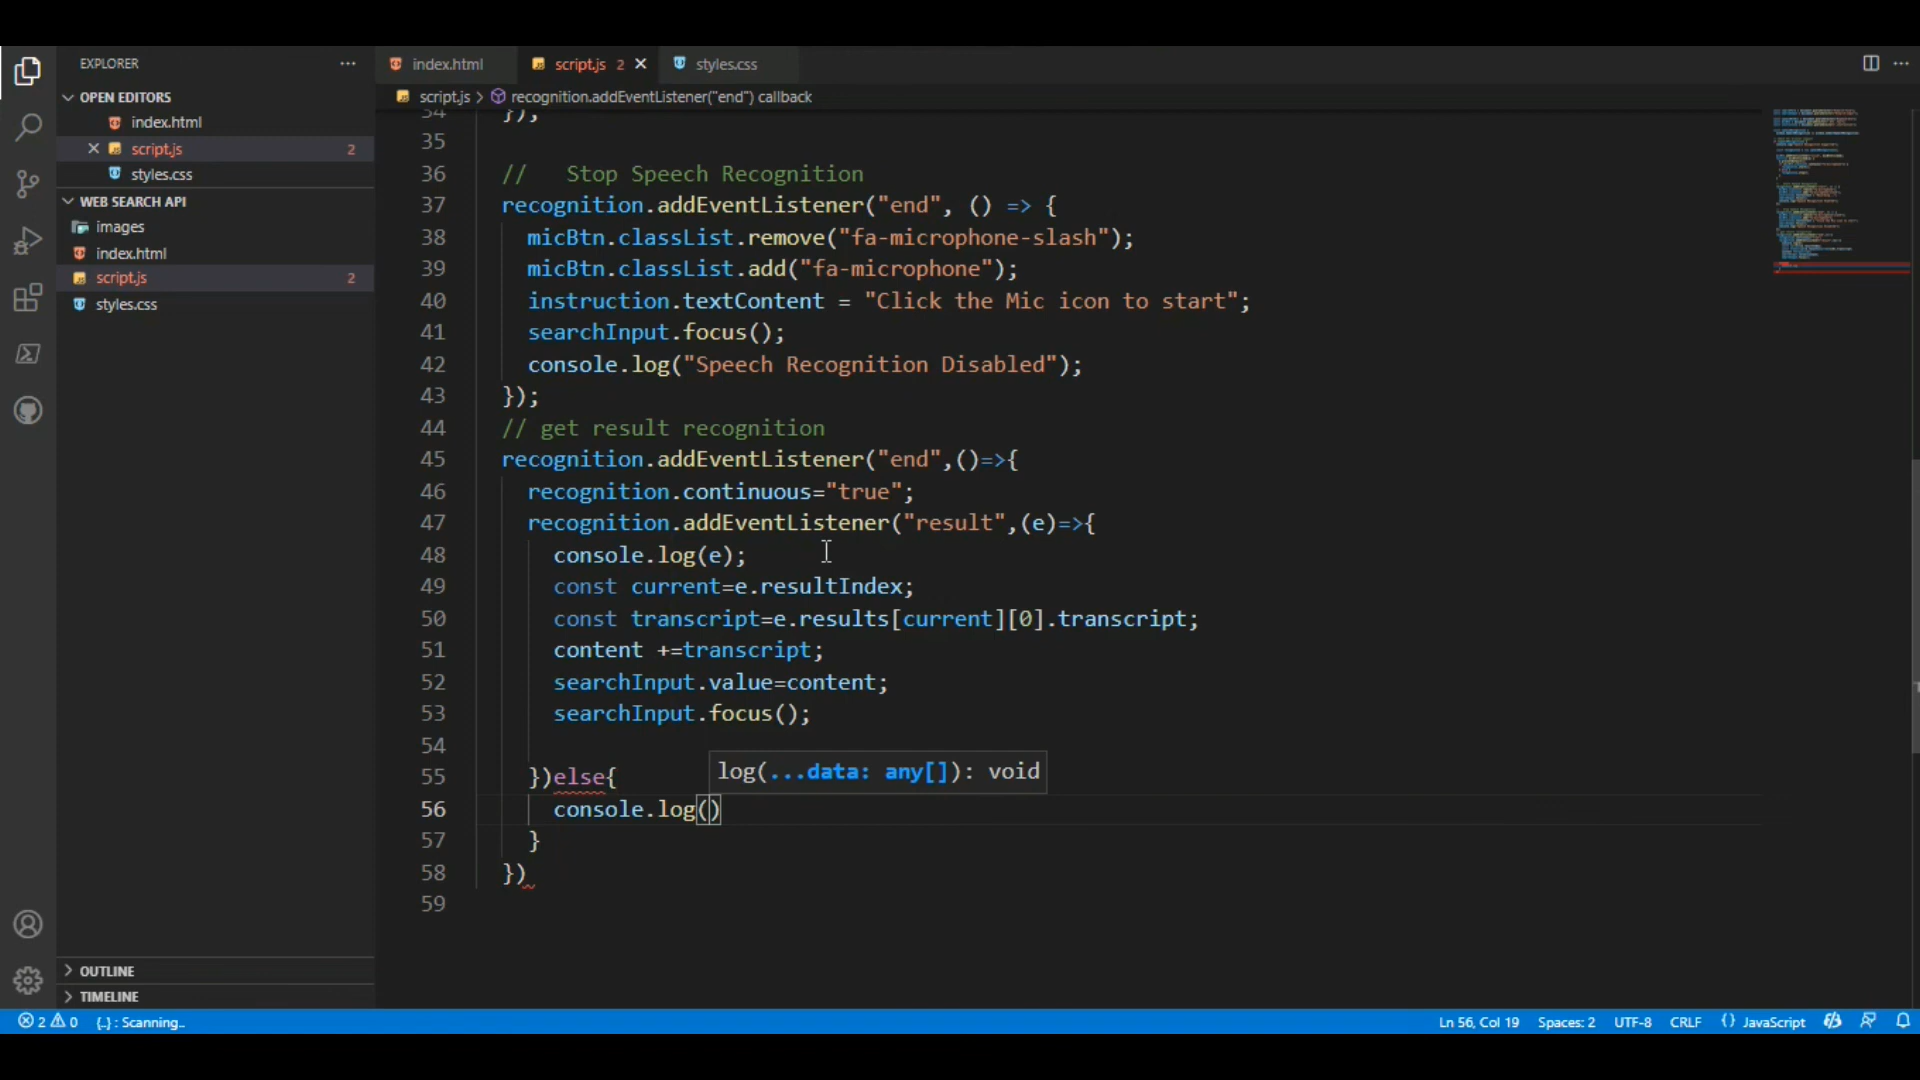 EXPLORER
OPEN EDITORS
index.html
script.js 2
styles.css
WEB SEARCH API
images
index.html
script.js 2
styles.css
OUTLINE
TIMELINE
index.html script.js 2 styles.css
script.js > recognition.addEventListener("end") callback
34 });
35
36 // Stop Speech Recognition
37 recognition.addEventListener("end", () => {
38 micBtn.classList.remove("fa-microphone-slash");
39 micBtn.classList.add("fa-microphone");
40 instruction.textContent = "Click the Mic icon to start";
41 searchInput.focus();
42 console.log("Speech Recognition Disabled");
43 });
44 // get result recognition
45 recognition.addEventListener("end",()=>{
46 recognition.continuous="true";
47 recognition.addEventListener("result",(e)=>{
48 console.log(e);
49 const current=e.resultIndex;
50 const transcript=e.results[current][0].transcript;
51 content +=transcript;
52 searchInput.value=content;
53 searchInput.focus();
54
55 })else{
log(...data: any[]): void
56 console.log()
57 }
58 })
59
2 0 {..} : Scanning.. Ln 56, Col 19 Spaces: 2 UTF-8 CRLF {} JavaScript